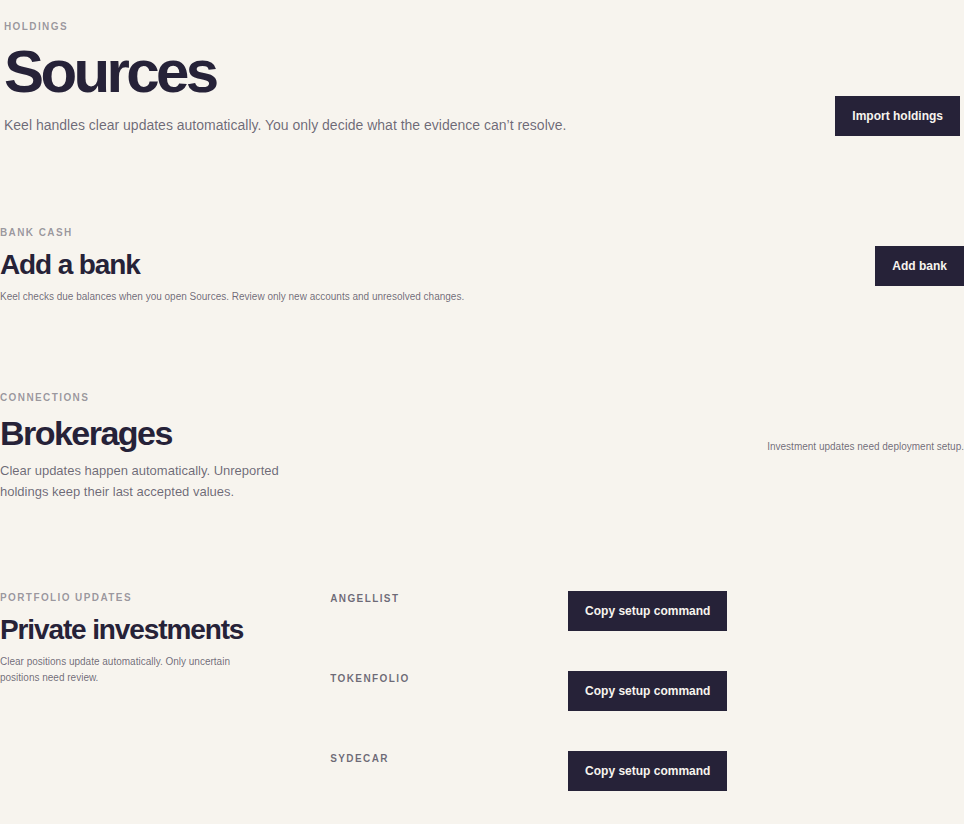 HOLDINGS
Sources
Keel handles clear updates automatically. You only decide what the evidence can’t resolve.
Import holdings
BANK CASH
Add a bank
Keel checks due balances when you open Sources. Review only new accounts and unresolved changes.
Add bank
CONNECTIONS
Brokerages
Clear updates happen automatically. Unreported
holdings keep their last accepted values.
Investment updates need deployment setup.
PORTFOLIO UPDATES
Private investments
Clear positions update automatically. Only uncertain
positions need review.
ANGELLIST
Copy setup command
TOKENFOLIO
Copy setup command
SYDECAR
Copy setup command